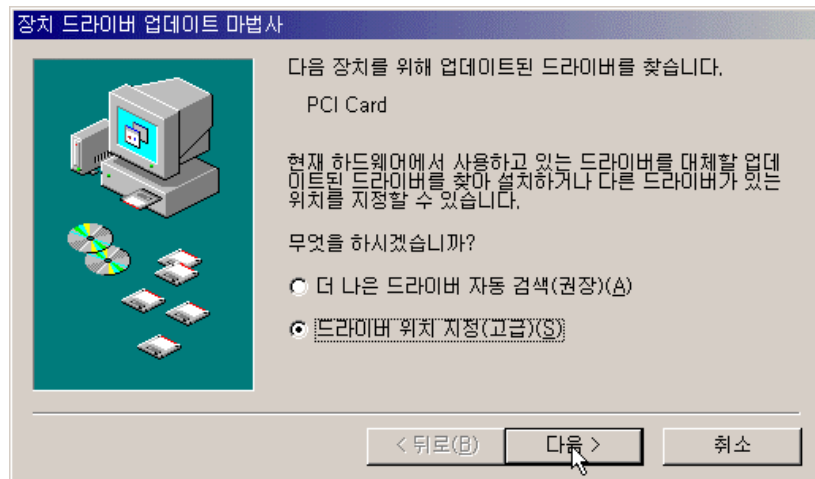 장치 드라이버 업데이트 마법사
다음 장치를 위해 업데이트된 드라이버를 찾습니다.
PCI Card
현재 하드웨어에서 사용하고 있는 드라이버를 대체할 업데
이트된 드라이버를 찾아 설치하거나 다른 드라이버가 있는
위치를 지정할 수 있습니다.
무엇을 하시겠습니까?
더 나은 드라이버 자동 검색(권장)(A)
드라이버 위치 지정(고급)(S)
< 뒤로(B) 다음 > 취소